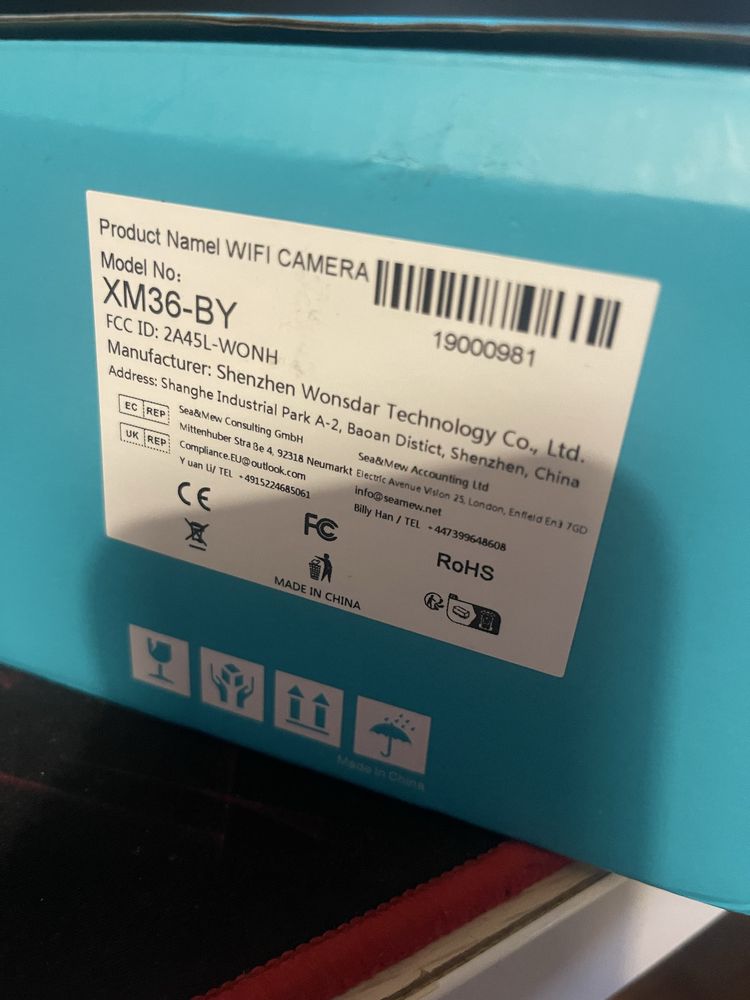 Product Namel WIFI CAMERA
19000981
Model No:
XM36-BY
FCC ID: 2A45L-WONH
Manufacturer: Shenzhen Wonsdar Technology Co., Ltd.
Address: Shanghe Industrial Park A-2, Baoan Distict, Shenzhen, China
EC REP
Sea&Mew Consulting GmbH
Mittenhuber Stra ße 4, 92318 Neumarkt
Compliance.EU@outlook.com
Y uan Li/ TEL +4915224685061
UK REP
Sea&Mew Accounting Ltd
Electric Avenue Vision 25, London, Enfield En3 7GD
info@seamew.net
Billy Han / TEL +447399648608
CE
FC
RoHS
MADE IN CHINA
Made in China